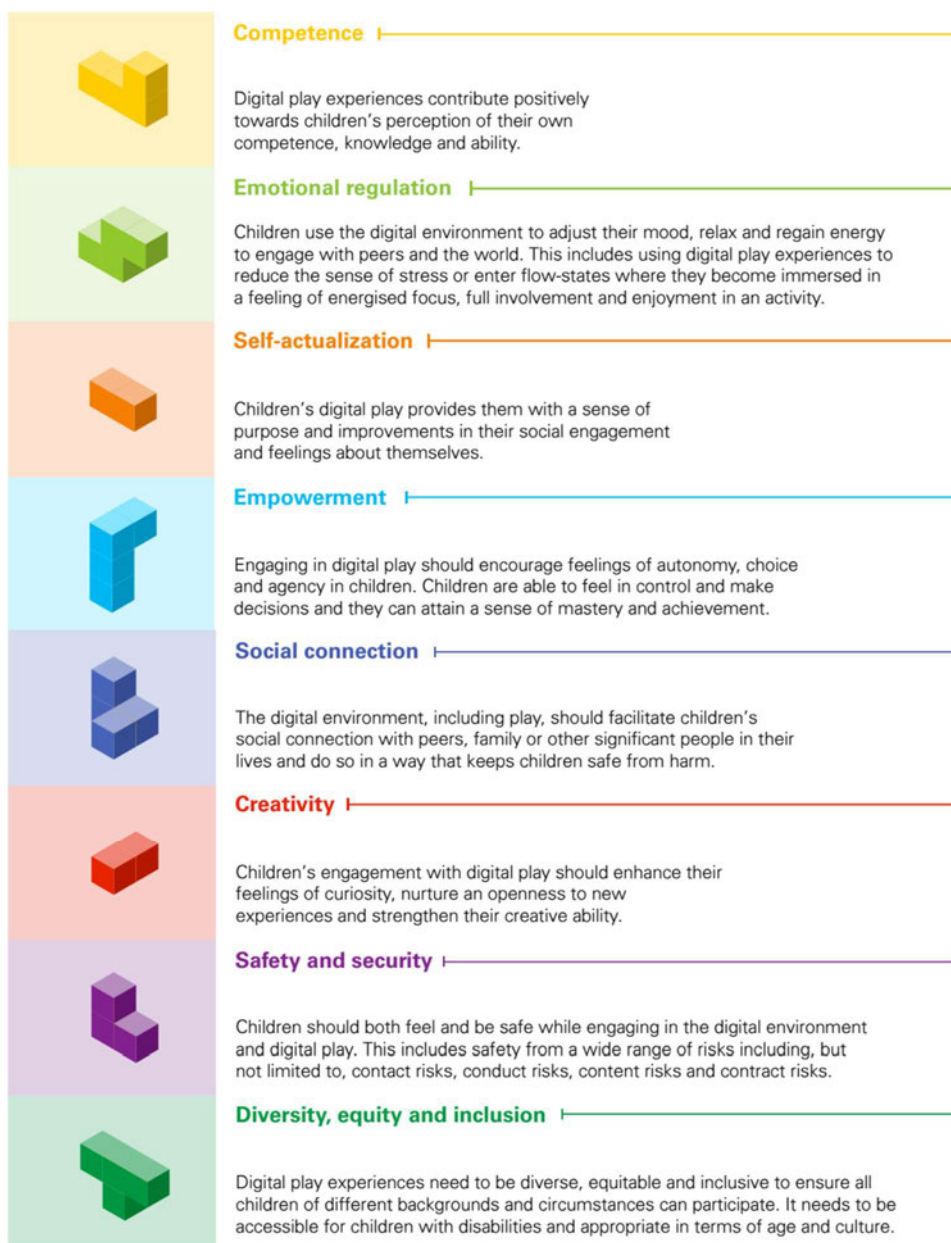 Competence
Digital play experiences contribute positively
towards children's perception of their own
competence, knowledge and ability.
Emotional regulation
Children use the digital environment to adjust their mood, relax and regain energy
to engage with peers and the world. This includes using digital play experiences to
reduce the sense of stress or enter flow-states where they become immersed in
a feeling of energised focus, full involvement and enjoyment in an activity.
Self-actualization
Children's digital play provides them with a sense of
purpose and improvements in their social engagement
and feelings about themselves.
Empowerment
Engaging in digital play should encourage feelings of autonomy, choice
and agency in children. Children are able to feel in control and make
decisions and they can attain a sense of mastery and achievement.
Social connection
The digital environment, including play, should facilitate children's
social connection with peers, family or other significant people in their
lives and do so in a way that keeps children safe from harm.
Creativity
Children's engagement with digital play should enhance their
feelings of curiosity, nurture an openness to new
experiences and strengthen their creative ability.
Safety and security
Children should both feel and be safe while engaging in the digital environment
and digital play. This includes safety from a wide range of risks including, but
not limited to, contact risks, conduct risks, content risks and contract risks.
Diversity, equity and inclusion
Digital play experiences need to be diverse, equitable and inclusive to ensure all
children of different backgrounds and circumstances can participate. It needs to be
accessible for children with disabilities and appropriate in terms of age and culture.